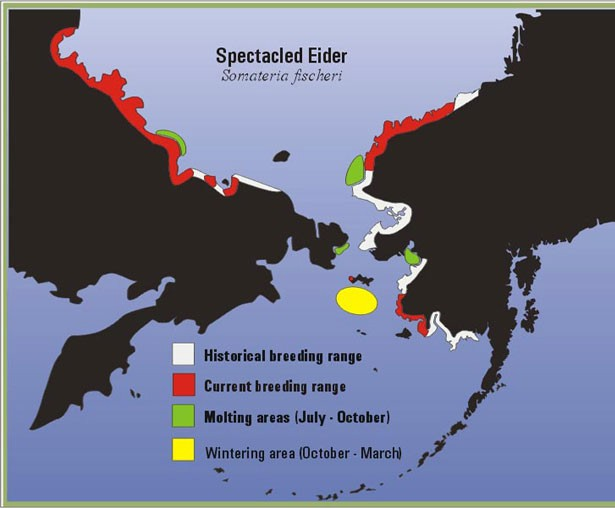 Spectacled Eider
Somateria fischeri
Historical breeding range
Current breeding range
Molting areas (July - October)
Wintering area (October - March)